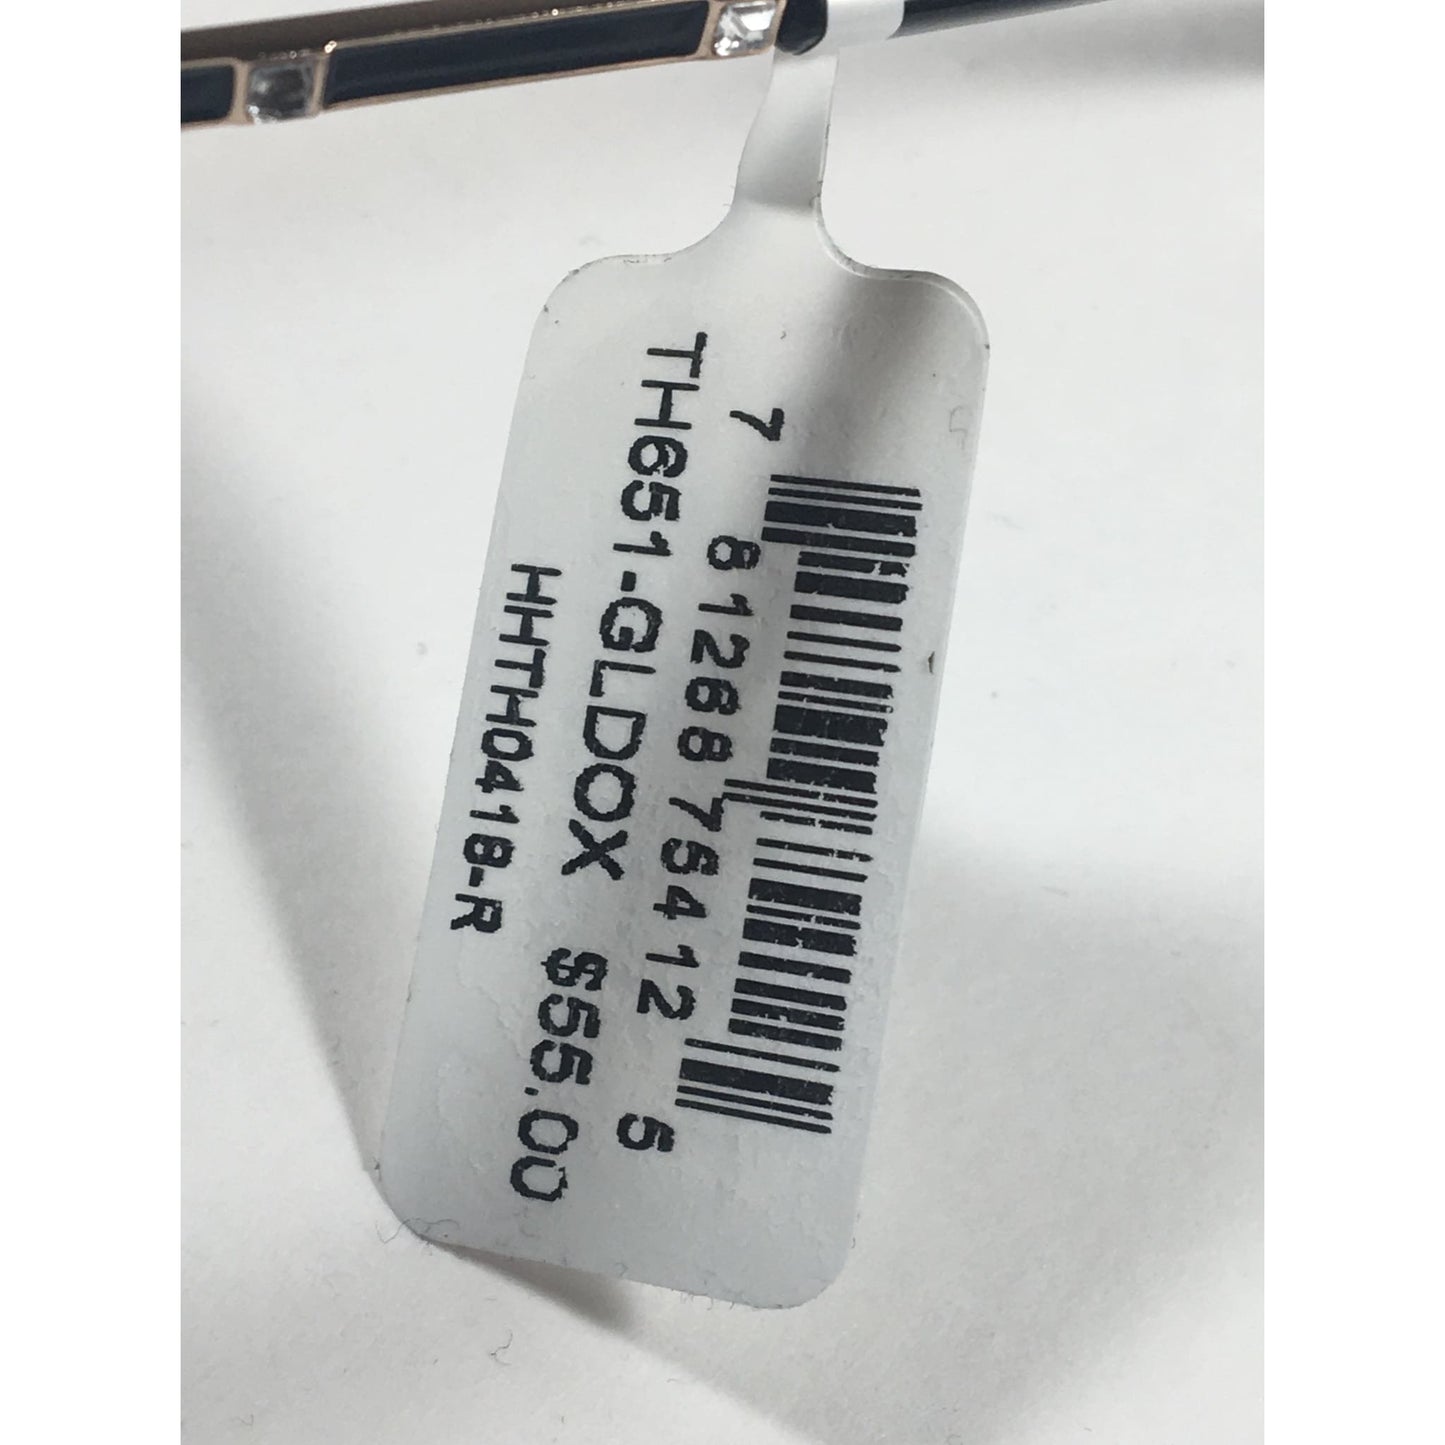 7 81268 75412 5
TH651-GLDOX $55.00
HHTH0418-R